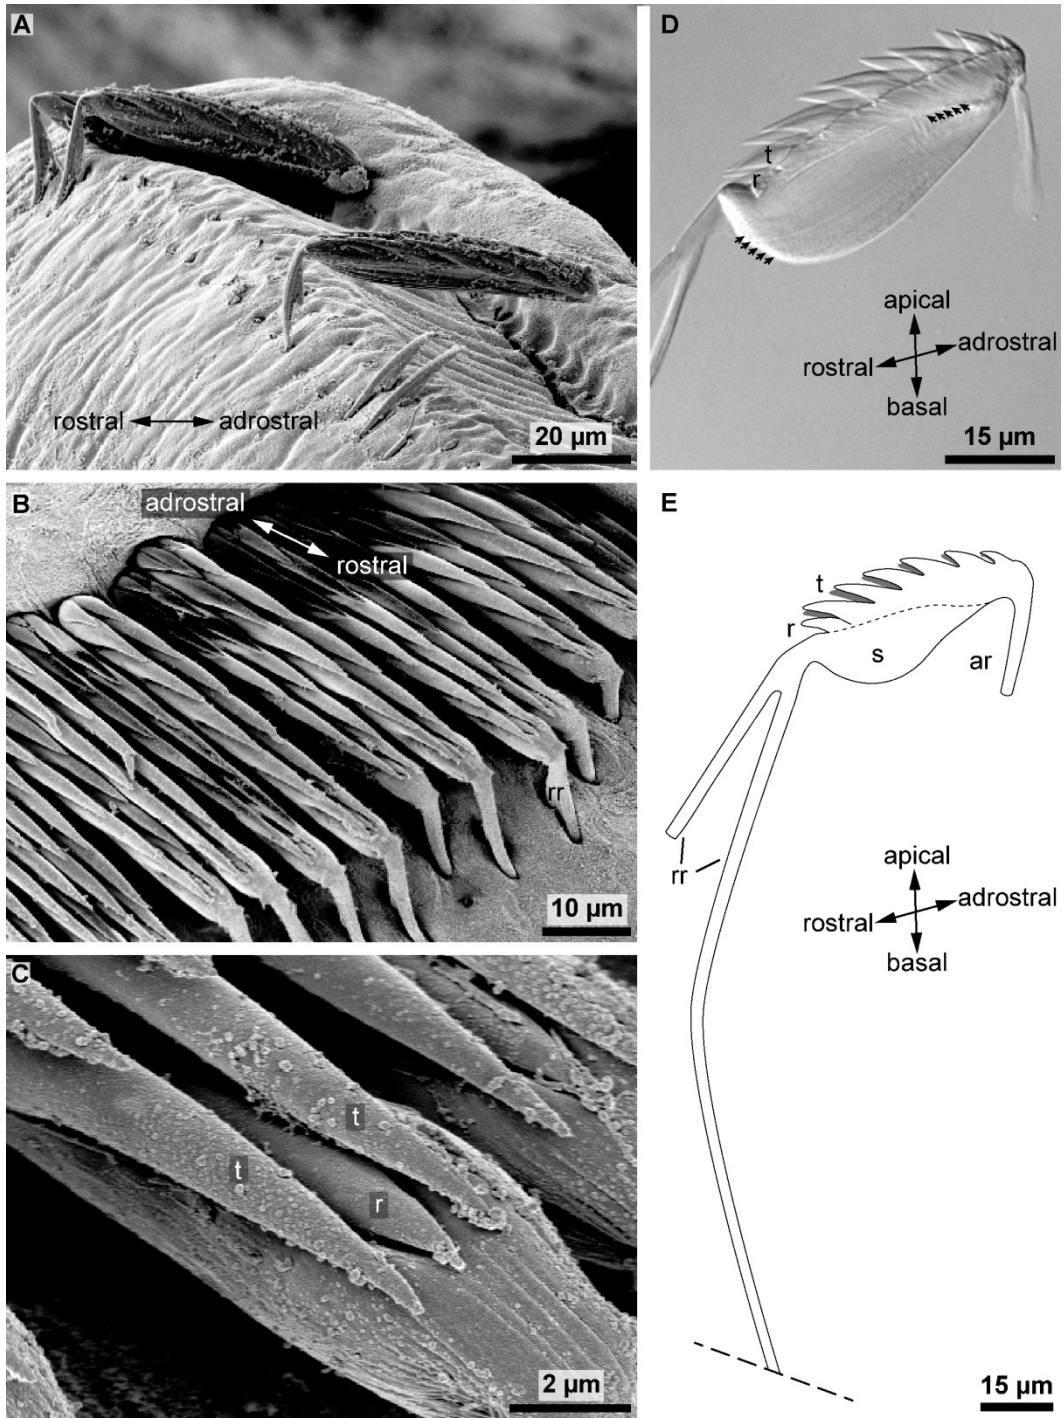 A
rostral
adrostral
20 µm
B
adrostral
rostral
rr
10 µm
C
t
t
r
2 µm
D
t
r
apical
adrostral
rostral
basal
15 µm
E
t
r
s
ar
rr
apical
adrostral
rostral
basal
15 µm